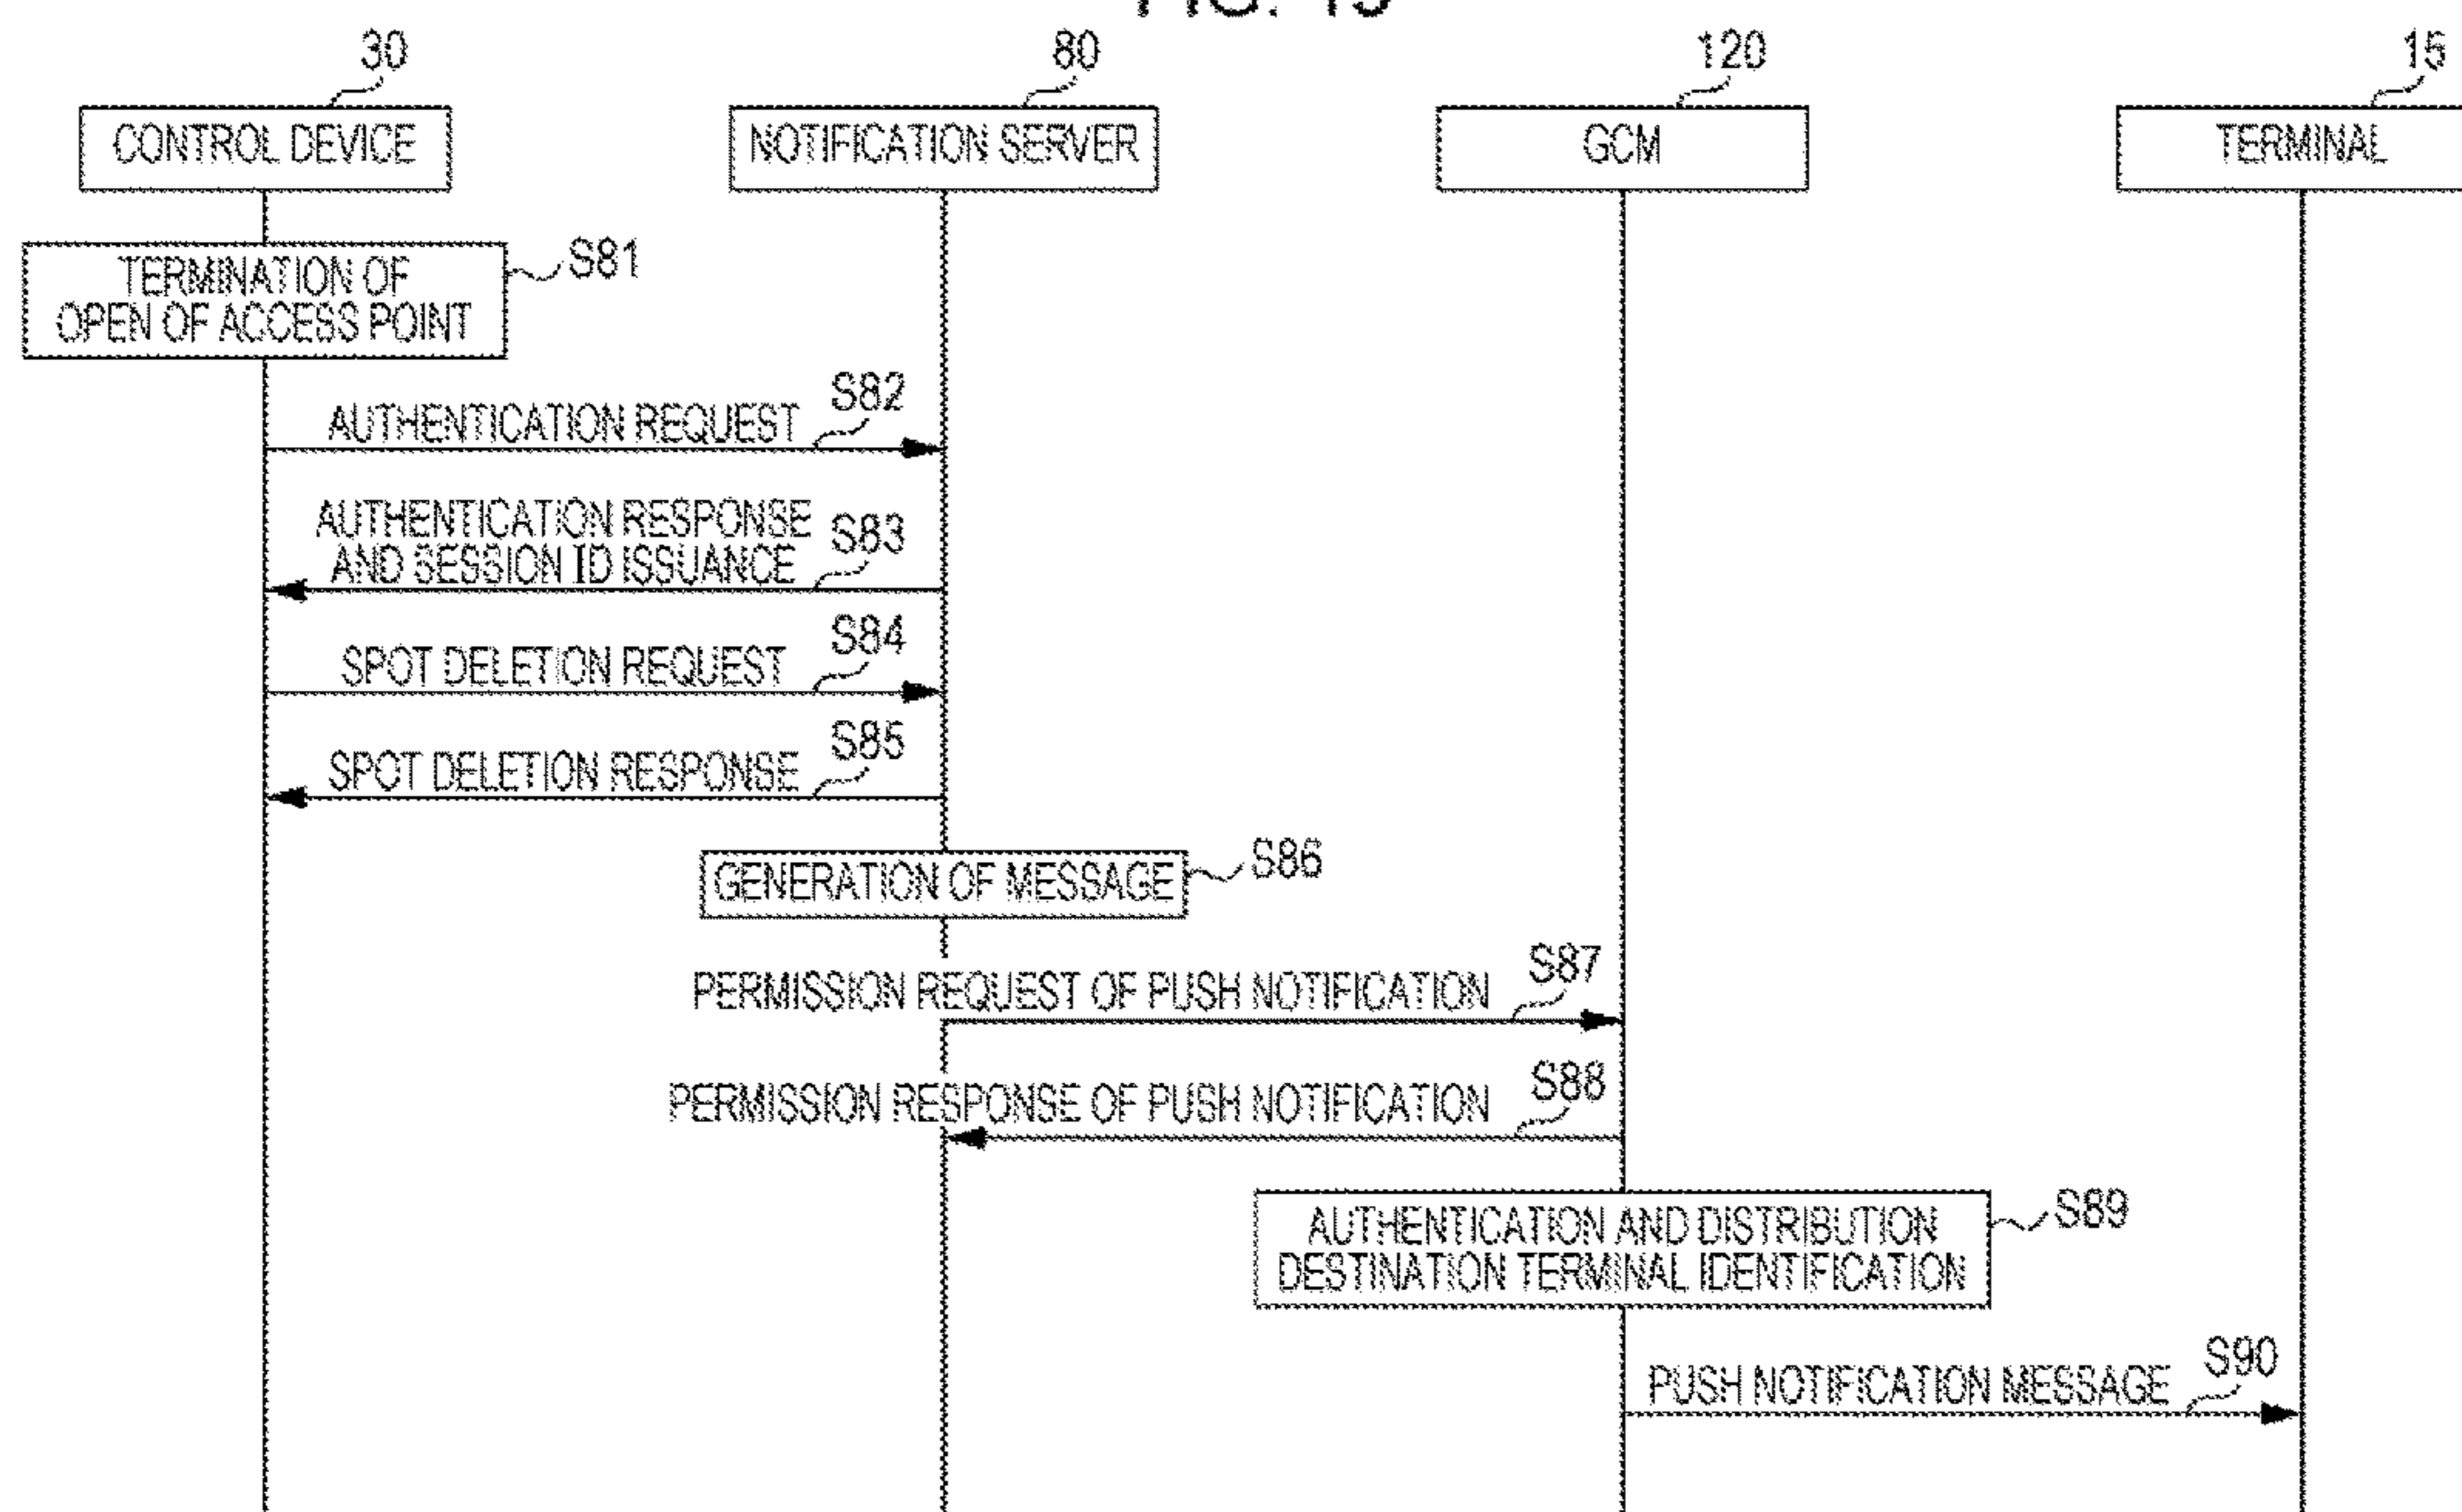 30
80
120
15
CONTROL DEVICE
NOTIFICATION SERVER
GCM
TERMINAL
TERMINATION OF
OPEN OF ACCESS POINT
S81
AUTHENTICATION REQUEST
S82
AUTHENTICATION RESPONSE
AND SESSION ID ISSUANCE
S83
SPOT DELETION REQUEST
S84
SPOT DELETION RESPONSE
S85
GENERATION OF MESSAGE
S86
PERMISSION REQUEST OF PUSH NOTIFICATION
S87
PERMISSION RESPONSE OF PUSH NOTIFICATION
S88
AUTHENTICATION AND DISTRIBUTION
DESTINATION TERMINAL IDENTIFICATION
S89
PUSH NOTIFICATION MESSAGE
S90